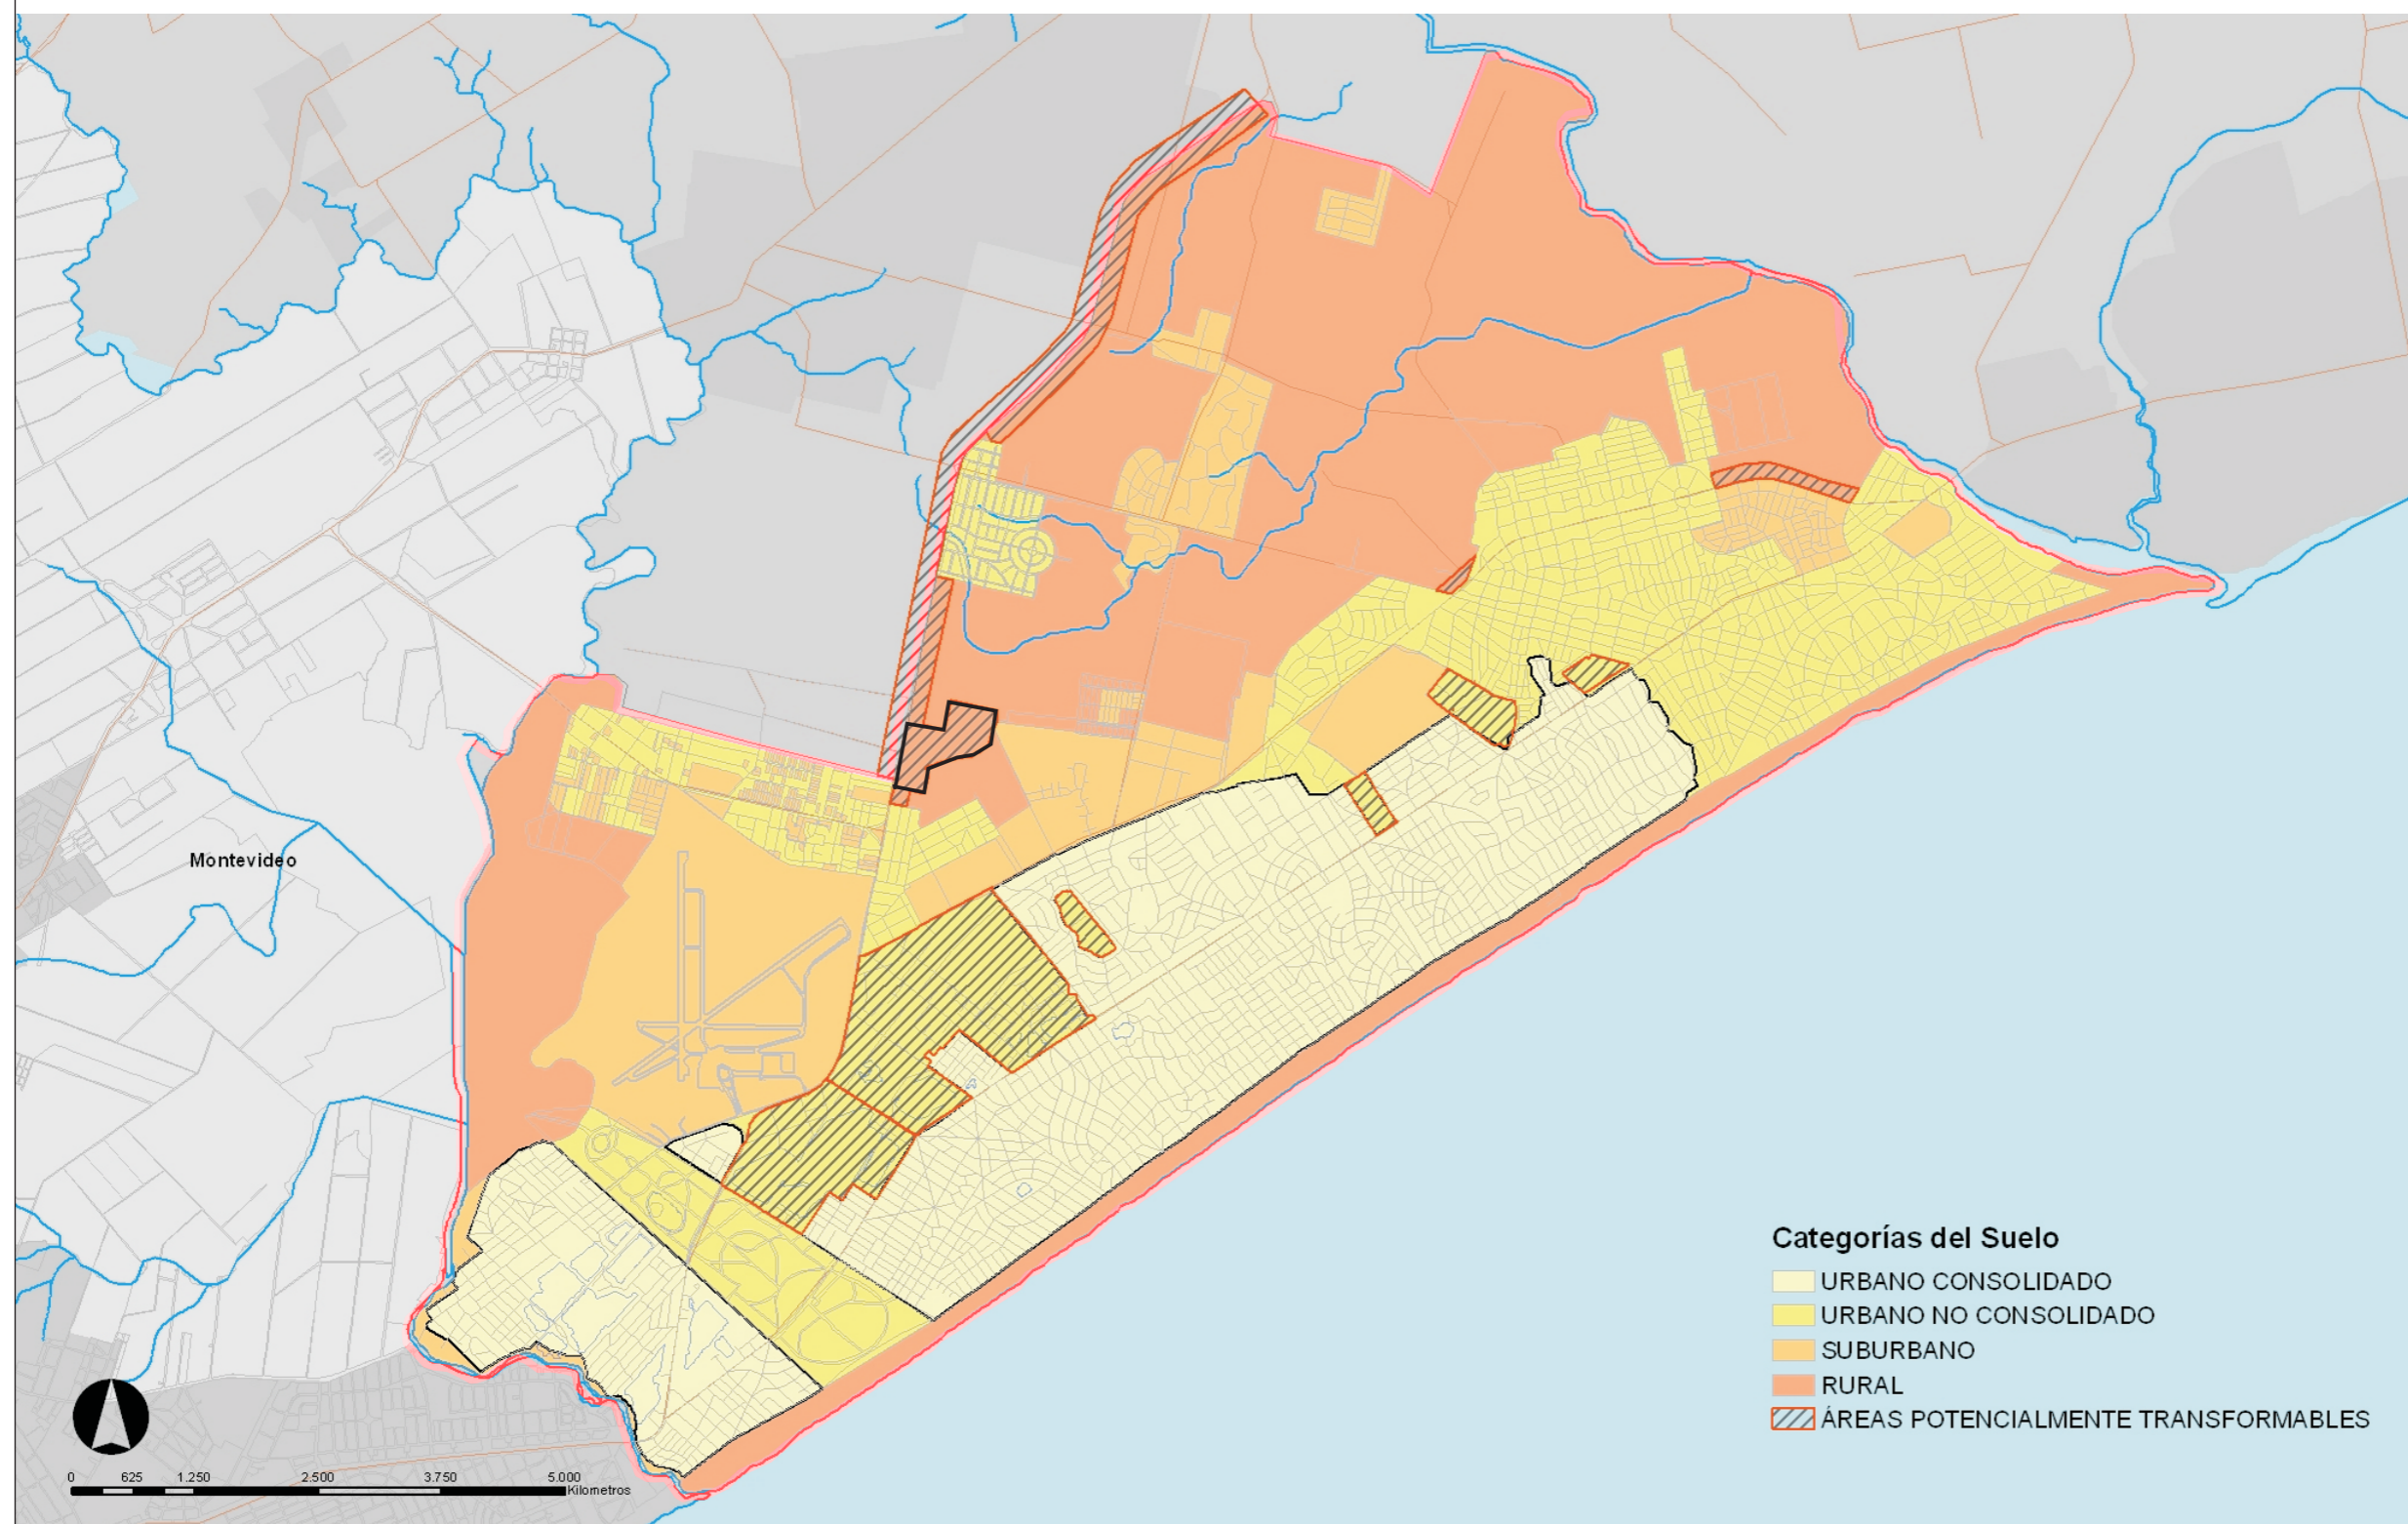 Montevideo
Categorías del Suelo
URBANO CONSOLIDADO
URBANO NO CONSOLIDADO
SUBURBANO
RURAL
ÁREAS POTENCIALMENTE TRANSFORMABLES
0 625 1.250 2.500 3.750 5.000
Kilometros